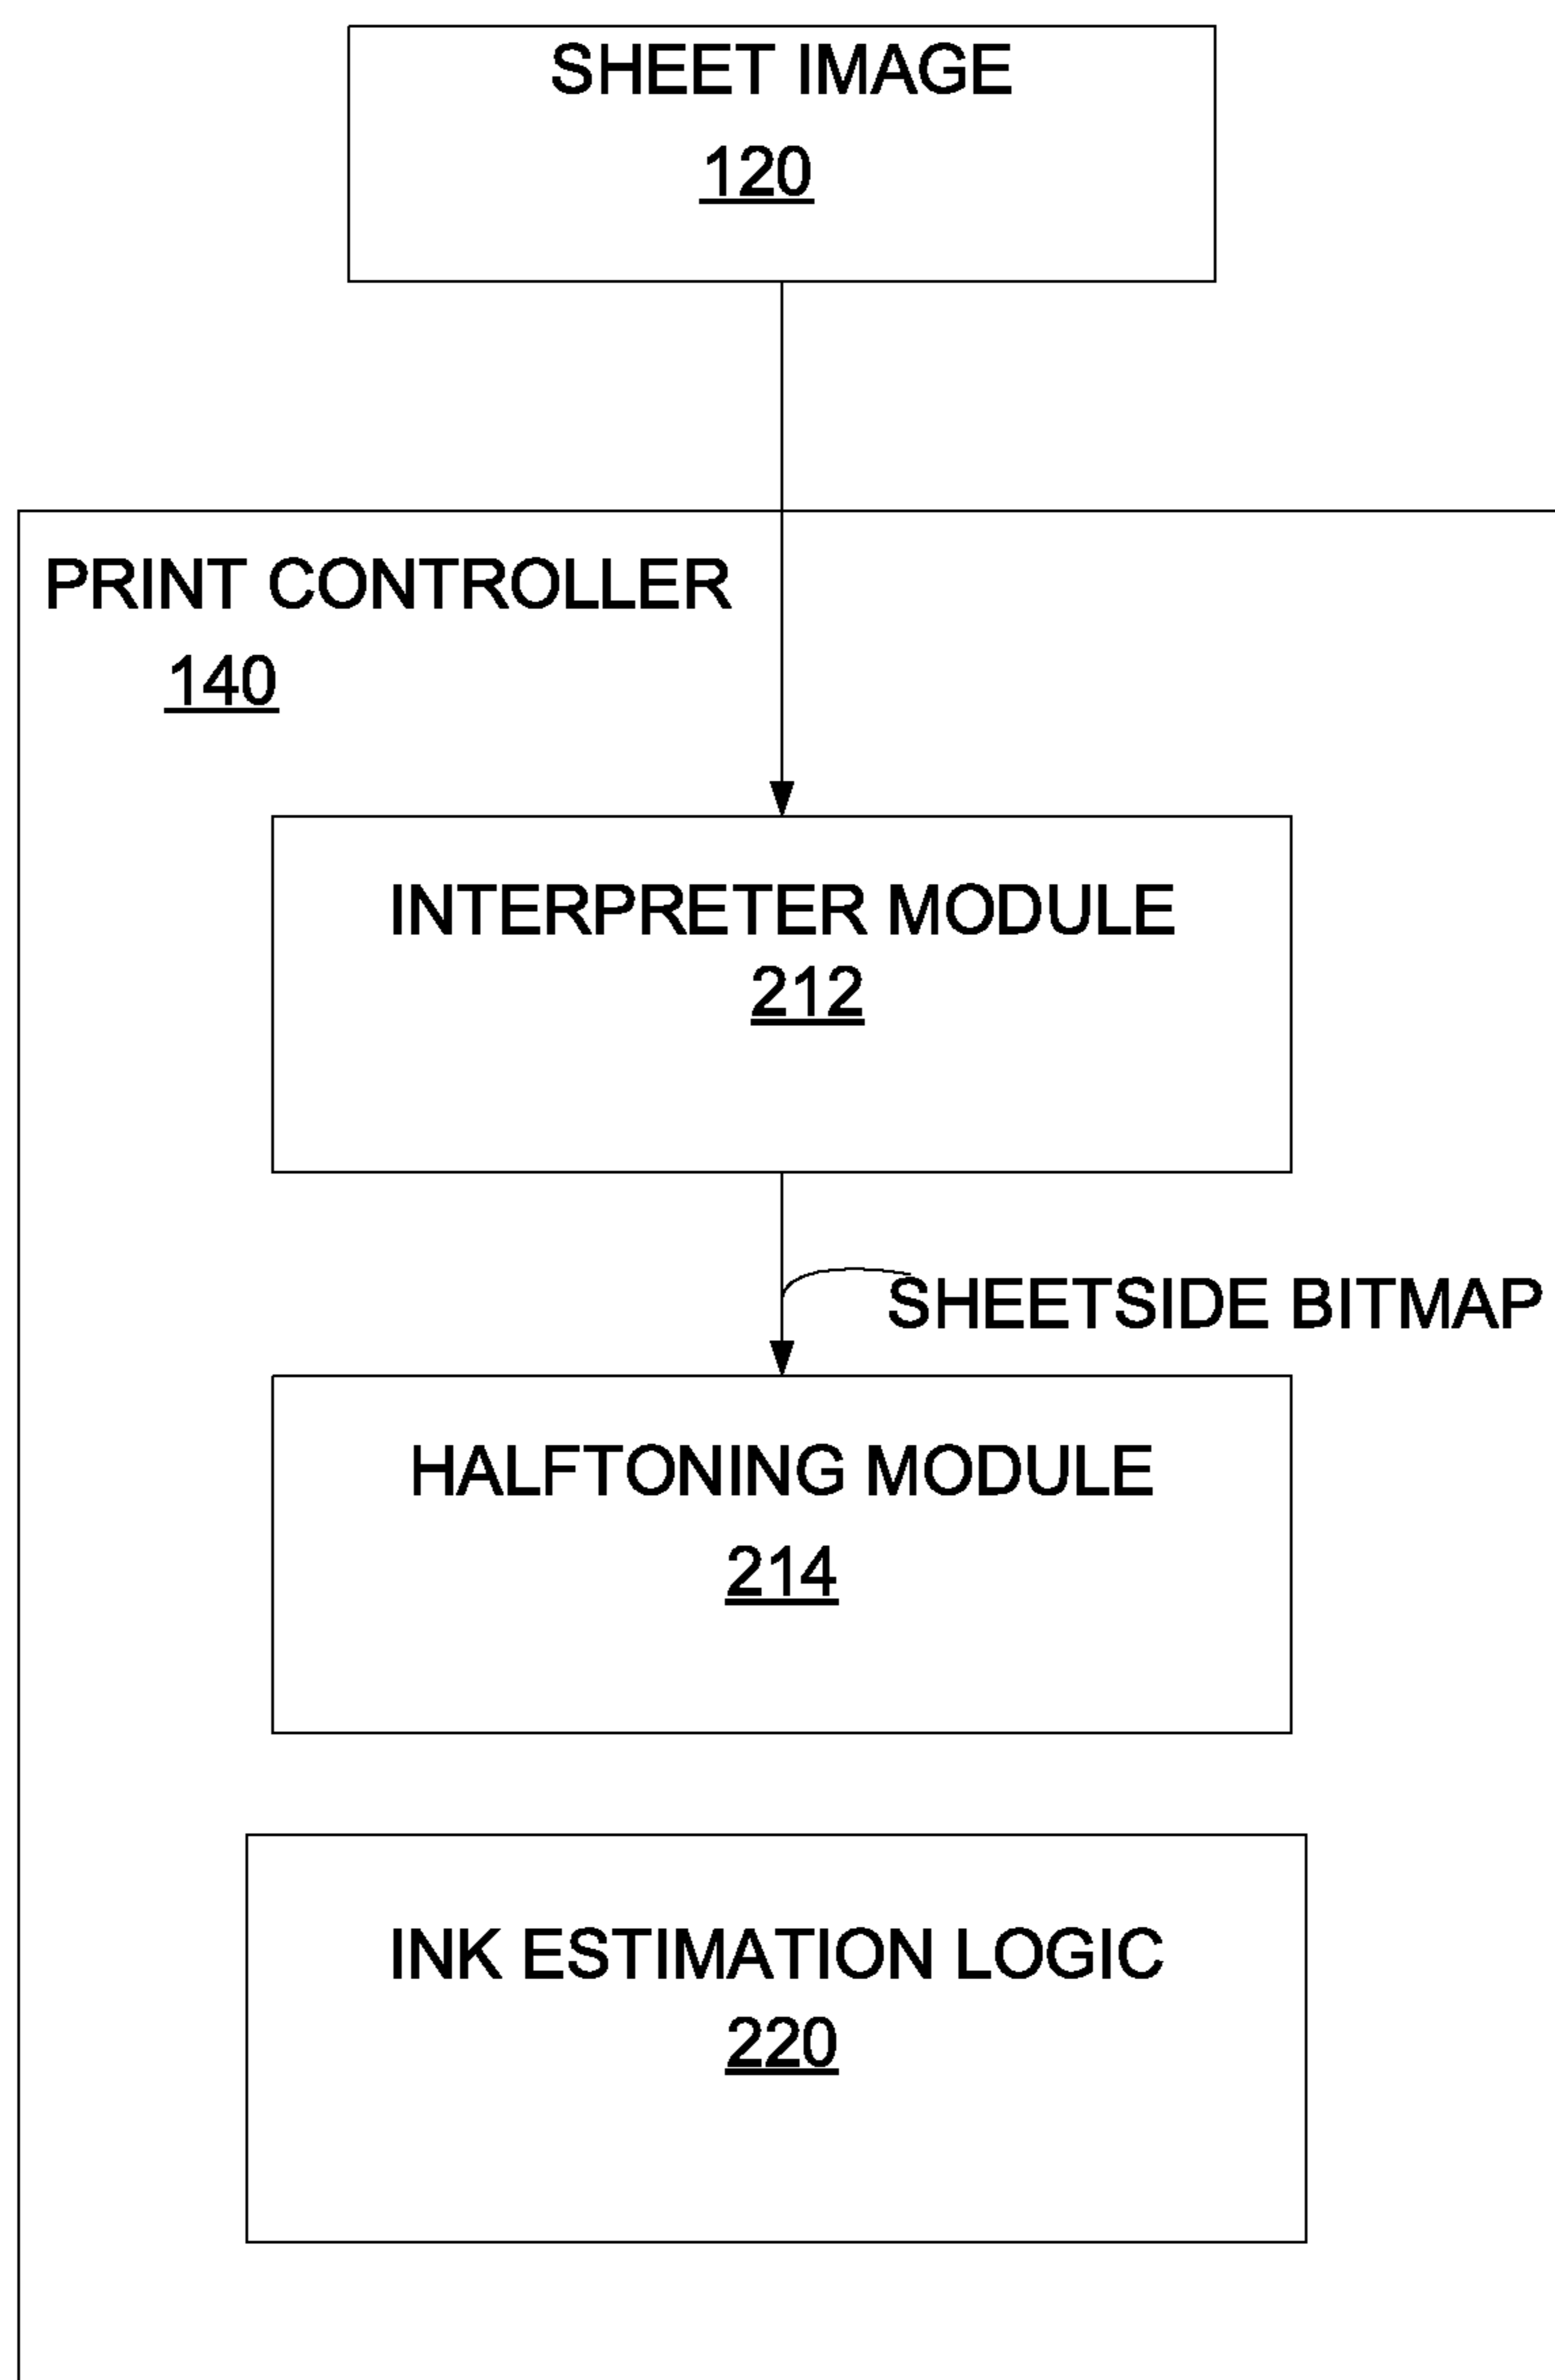 SHEET IMAGE
120
PRINT CONTROLLER
140
INTERPRETER MODULE
212
SHEETSIDE BITMAP
HALFTONING MODULE
214
INK ESTIMATION LOGIC
220